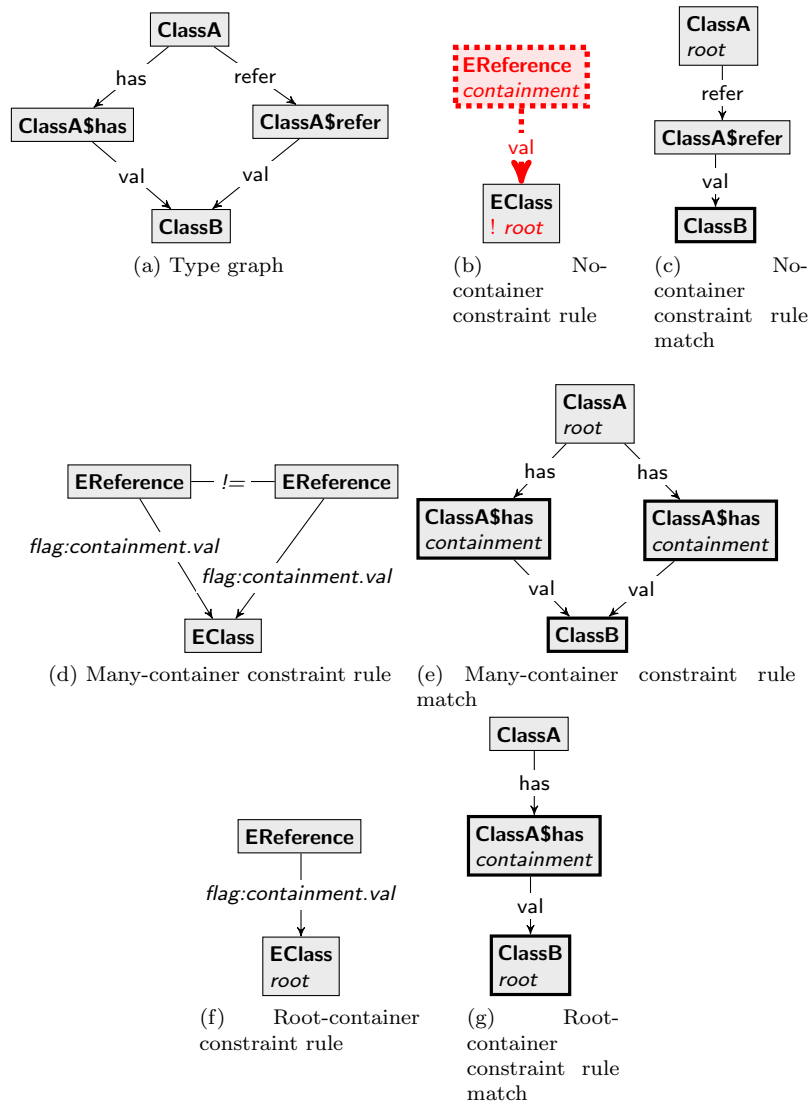 ClassA
has
refer
ClassA$has
ClassA$refer
val
val
ClassB
(a) Type graph
EReference
containment
val
EClass
! root
(b) No-
container
constraint rule
ClassA
root
refer
ClassA$refer
val
ClassB
(c) No-
container
constraint rule
match
EReference
!=
EReference
flag:containment.val
flag:containment.val
EClass
(d) Many-container constraint rule
ClassA
root
has
has
ClassA$has
containment
ClassA$has
containment
val
val
ClassB
(e) Many-container constraint rule
match
EReference
flag:containment.val
EClass
root
(f) Root-container
constraint rule
ClassA
has
ClassA$has
containment
val
ClassB
root
(g) Root-
container
constraint rule
match